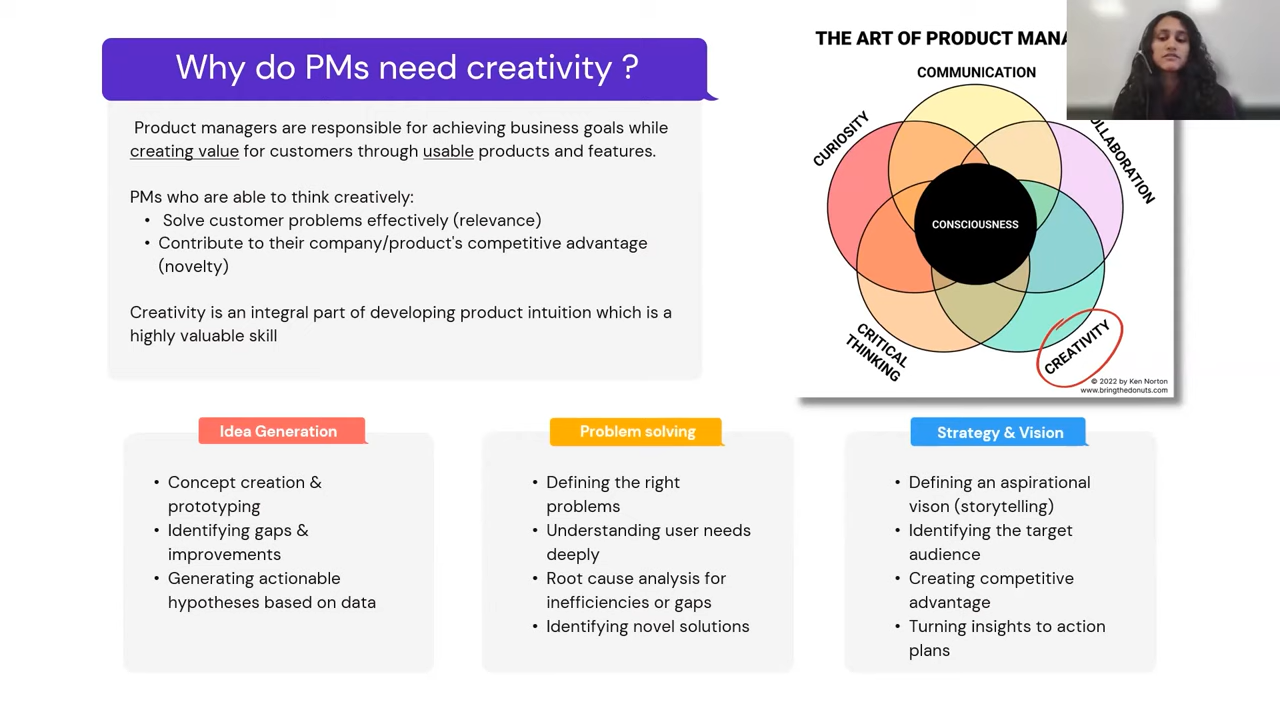 Why do PMs need creativity ?
Product managers are responsible for achieving business goals while
creating value for customers through usable products and features.
PMs who are able to think creatively:
• Solve customer problems effectively (relevance)
• Contribute to their company/product's competitive advantage
(novelty)
Creativity is an integral part of developing product intuition which is a
highly valuable skill
THE ART OF PRODUCT
COMMUNICATION
CURIOSITY
CONSCIOUSNESS
CRITICAL
THINKING
CREATIVITY
© 2022 by Ken Norton
www.bringthedonuts.com
Idea Generation
• Concept creation &
prototyping
• Identifying gaps &
improvements
• Generating actionable
hypotheses based on data
Problem solving
• Defining the right
problems
• Understanding user needs
deeply
• Root cause analysis for
inefficiencies or gaps
• Identifying novel solutions
Strategy & Vision
• Defining an aspirational
vison (storytelling)
• Identifying the target
audience
• Creating competitive
advantage
• Turning insights to action
plans